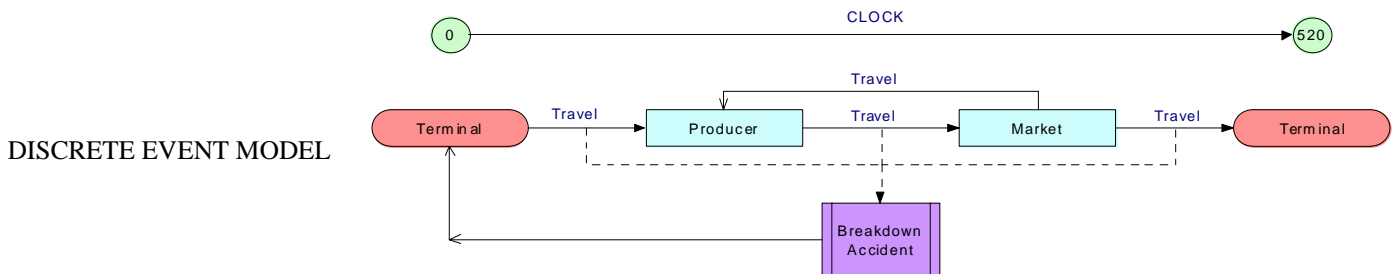 CLOCK
0
520
Travel
Terminal
Travel
Producer
Travel
Market
Travel
Terminal
DISCRETE EVENT MODEL
Breakdown
Accident